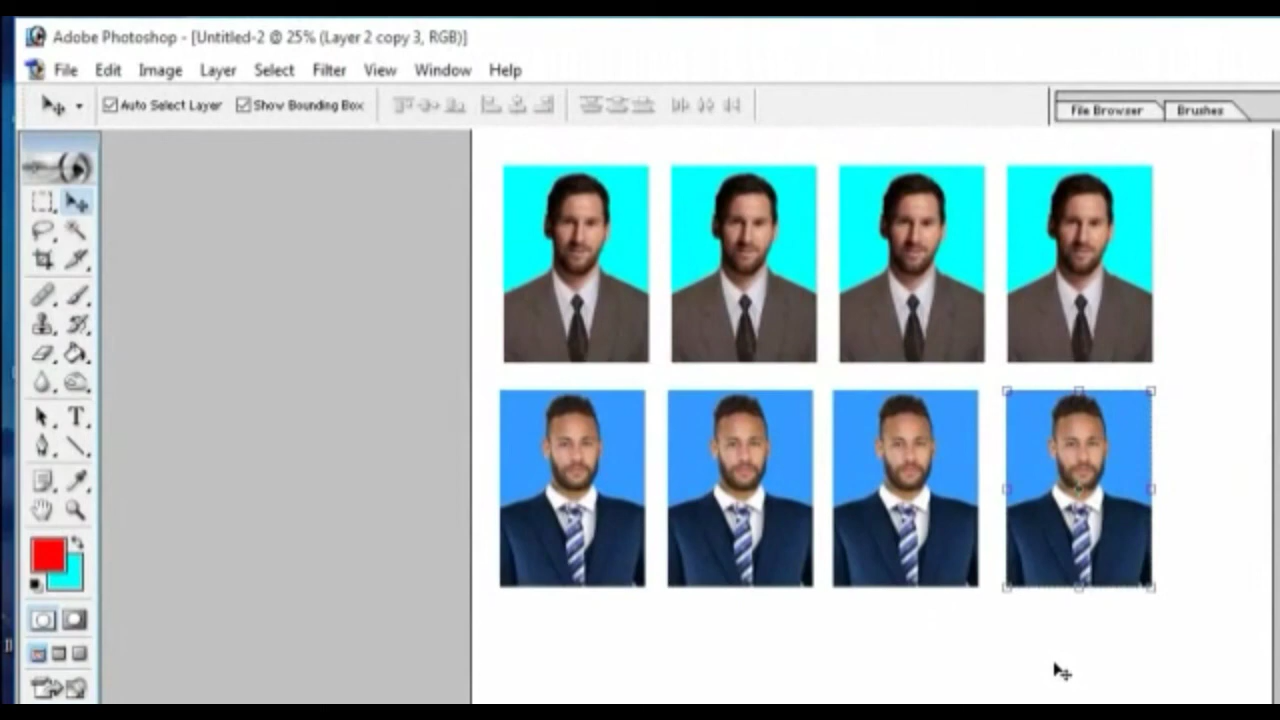 Adobe Photoshop - [Untitled-2 @ 25% (Layer 2 copy 3, RGB)]
File Edit Image Layer Select Filter View Window Help
Auto Select Layer Show Bounding Box File Browser Brushes
T